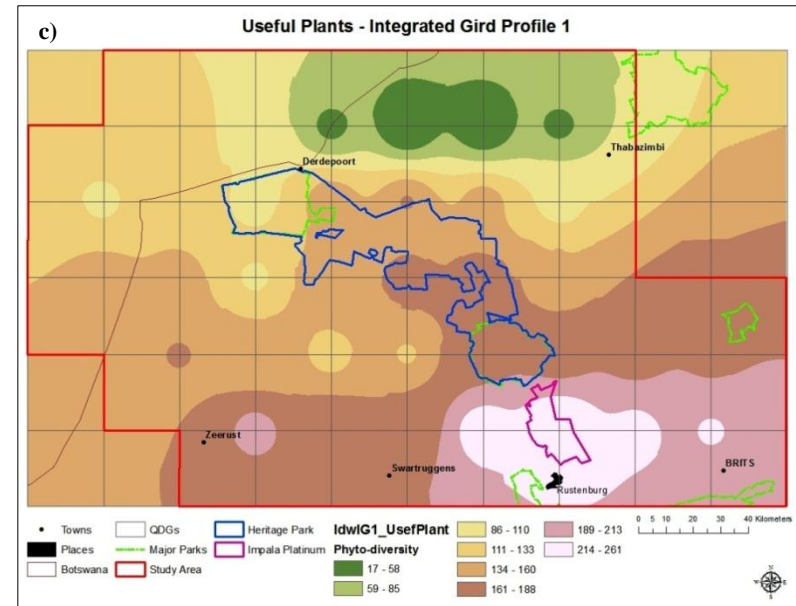 c)
Useful Plants - Integrated Gird Profile 1
Derdepoort
Thabazimbi
Zeerust
Swartruggens
Rustenburg
BRITS
Towns
QDGs
Heritage Park
IdwIG1_UsefPlant
86 - 110
189 - 213
0 5 10 20 30 40 Kilometers
Places
Major Parks
Impala Platinum
Phyto-diversity
111 - 133
214 - 261
Botswana
Study Area
17 - 58
134 - 160
59 - 85
161 - 188